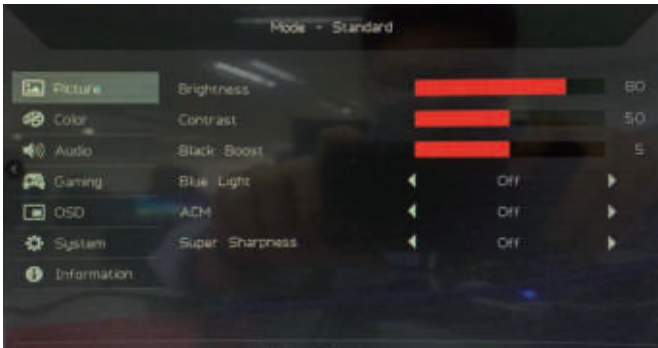 Mode - Standard
Picture
Brightness 80
Color
Contrast 50
Audio
Black Boost 5
Gaming
Blue Light Off
OSD
ACM Off
System
Super Sharpness Off
Information